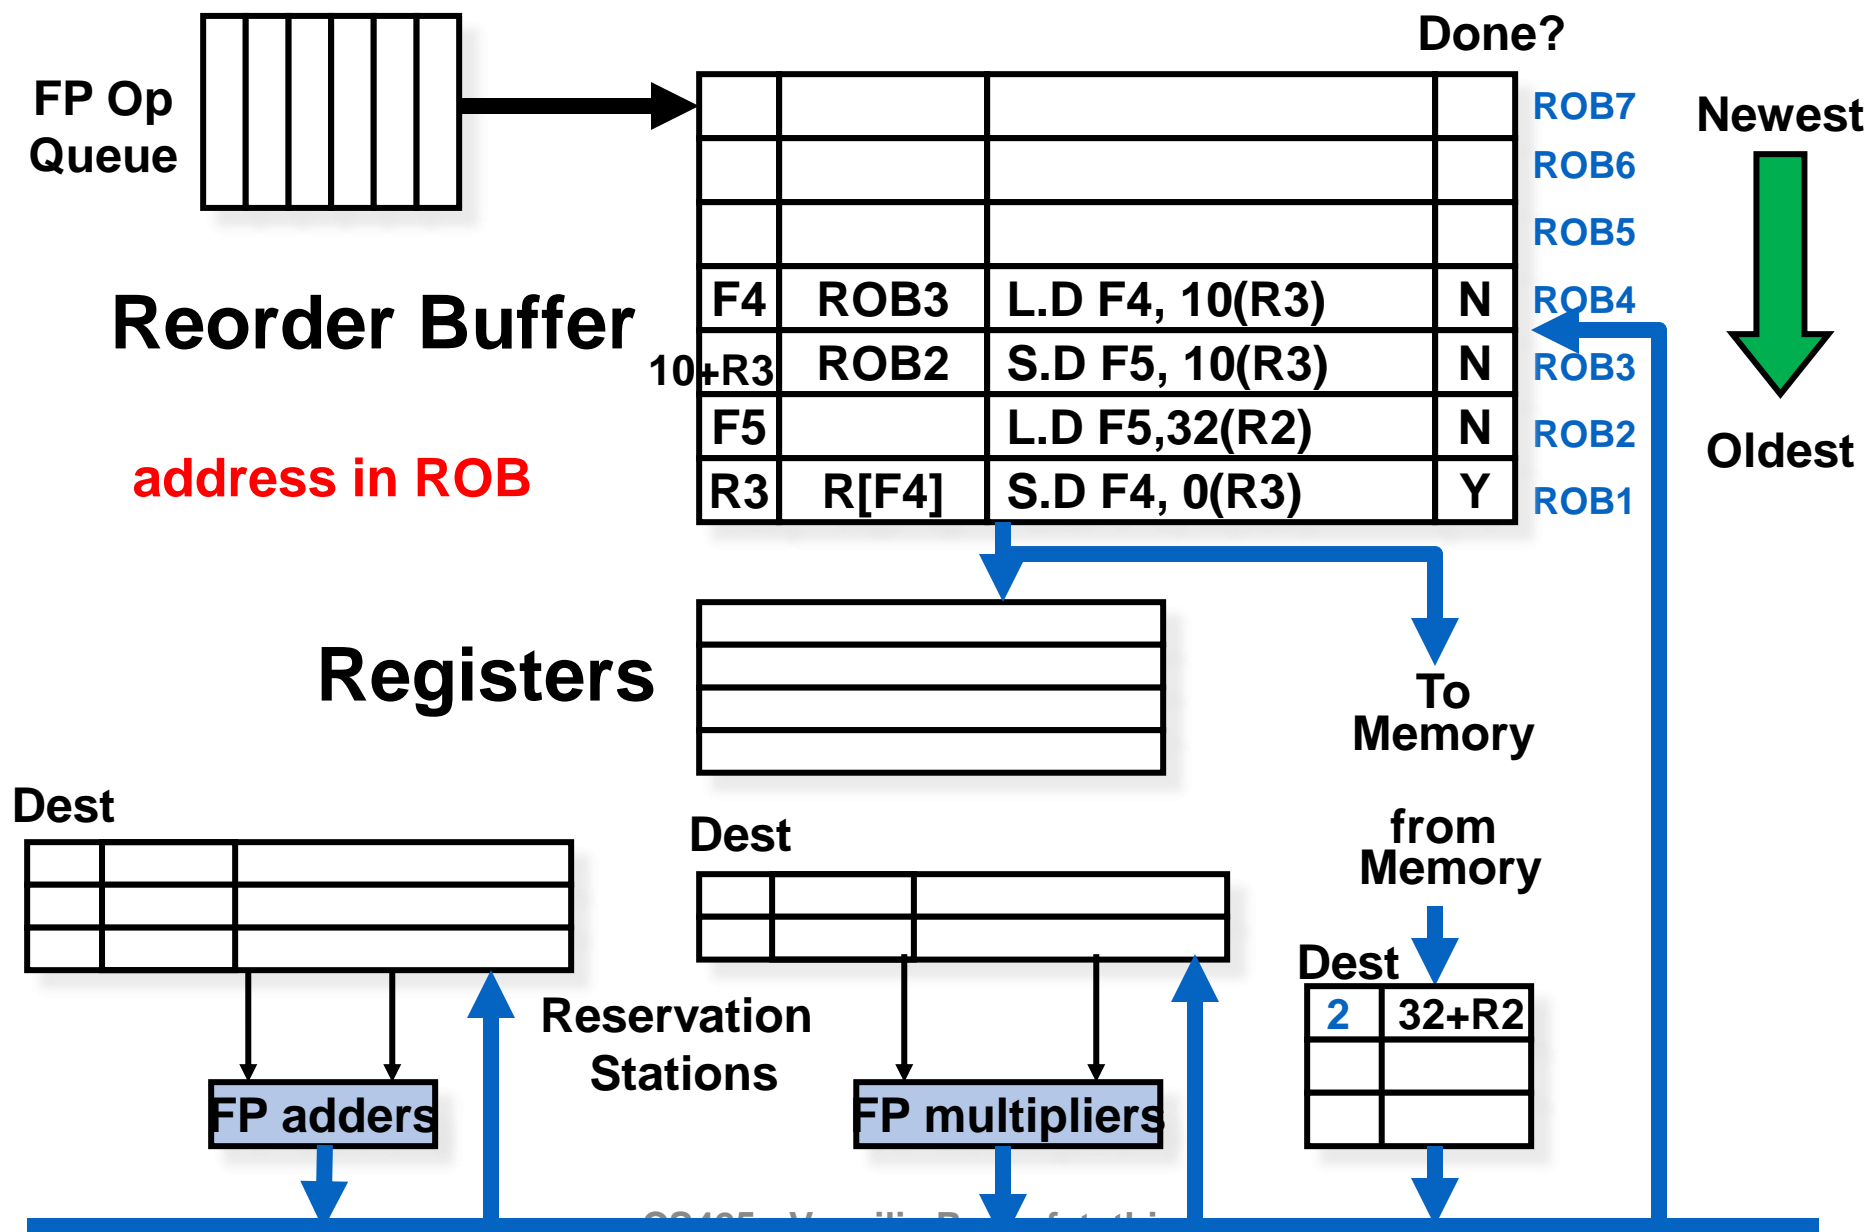 Done?
FP Op
Queue
ROB7
Newest
ROB6
ROB5
Reorder Buffer
F4 ROB3 L.D F4, 10(R3) N ROB4
10+R3 ROB2 S.D F5, 10(R3) N ROB3
F5 L.D F5,32(R2) N ROB2
Oldest
address in ROB
R3 R[F4] S.D F4, 0(R3) Y ROB1
Registers
To
Memory
Dest
Dest
from
Memory
Dest
2 32+R2
Reservation
Stations
FP adders
FP multipliers